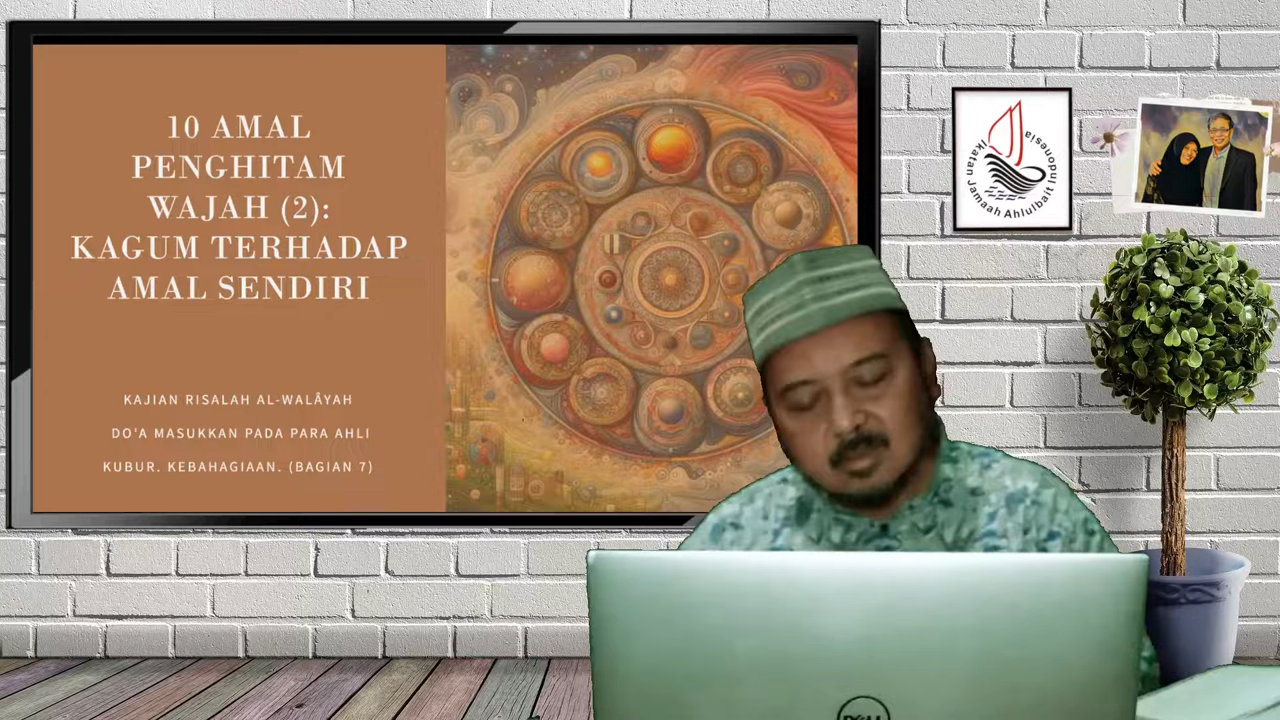 10 AMAL
PENGHITAM
WAJAH (2):
KAGUM TERHADAP
AMAL SENDIRI
KAJIAN RISALAH AL-WALÂYAH
DO'A MASUKKAN PADA PARA AHLI
KUBUR. KEBAHAGIAAN. (BAGIAN 7)
Ikatan Jamaah Ahlulbait Indonesia
DELL